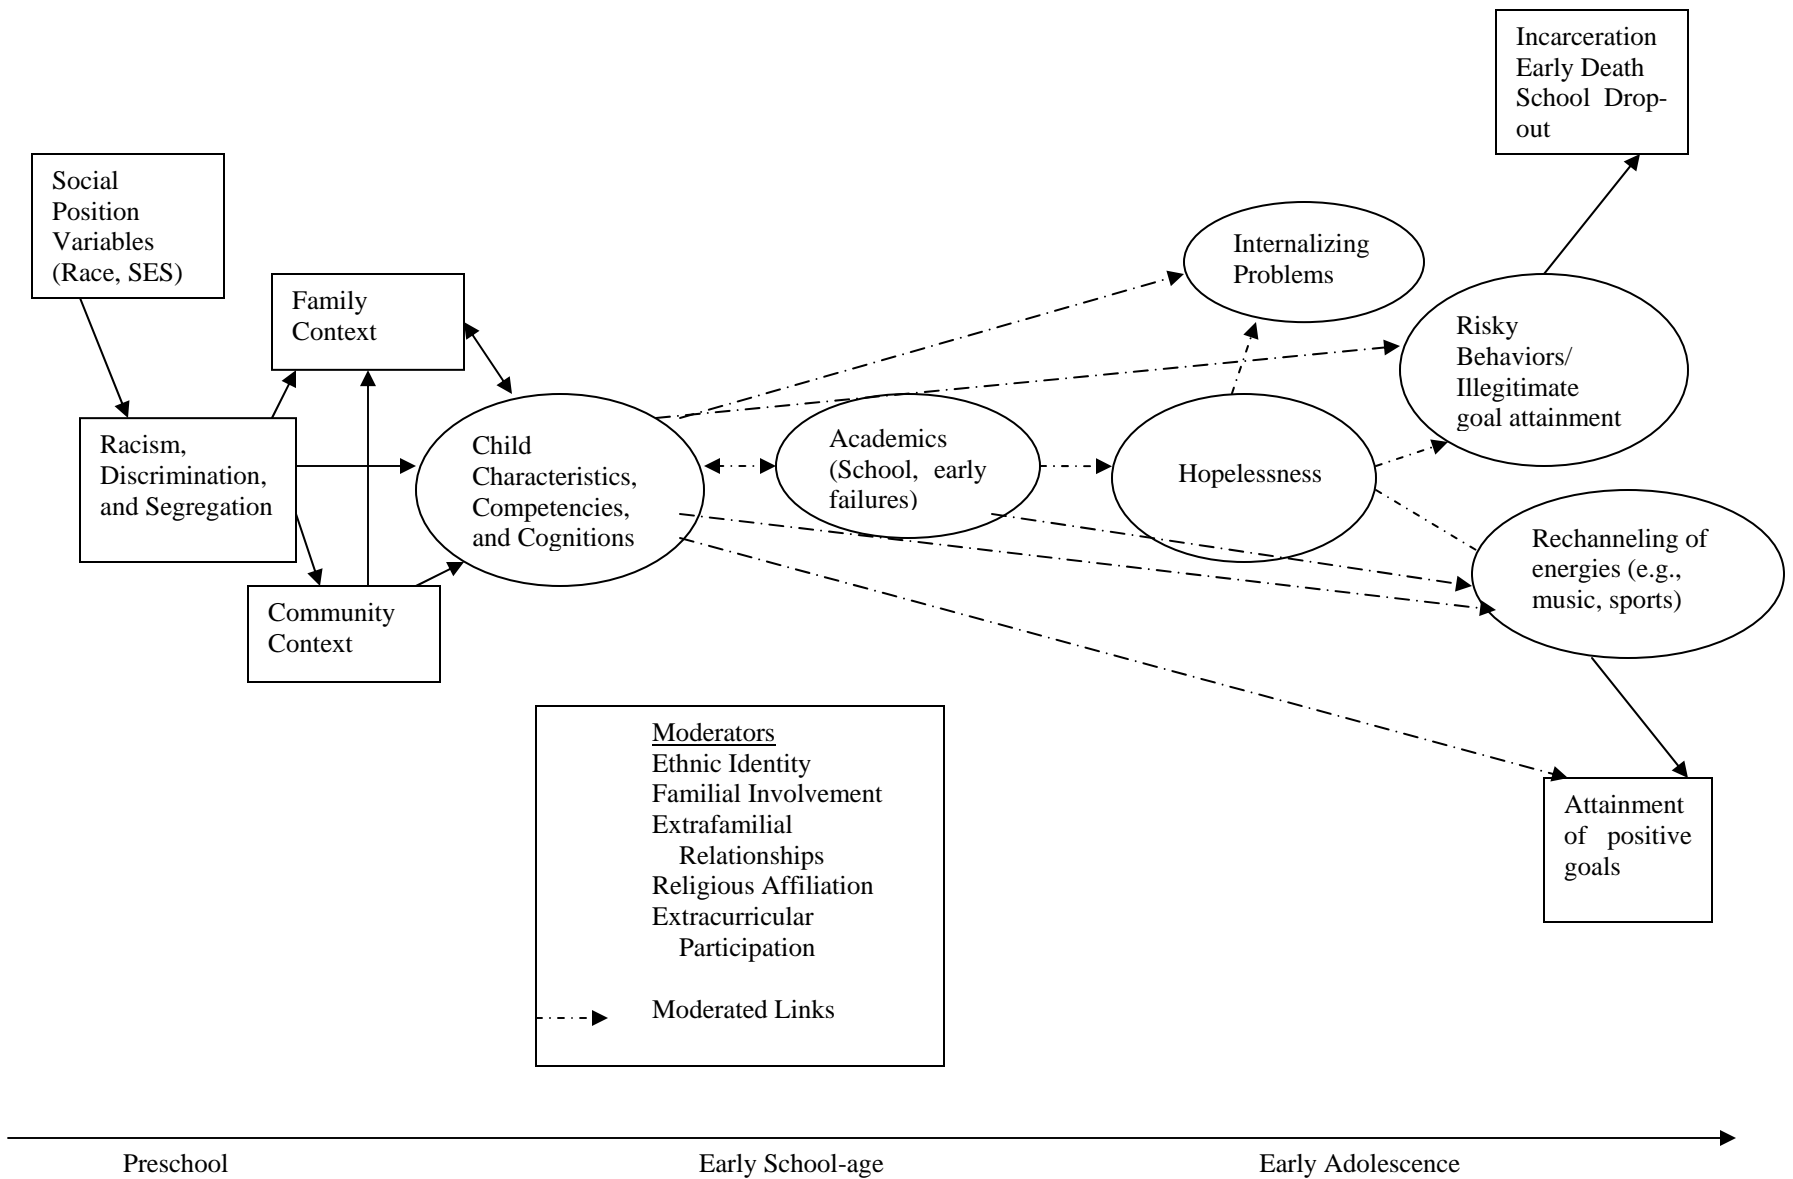 Incarceration
Early Death
School Drop-
out
Social
Position
Variables
(Race, SES)
Family
Context
Internalizing
Problems
Risky
Behaviors/
Illegitimate
goal attainment
Racism,
Discrimination,
and Segregation
Child
Characteristics,
Competencies,
and Cognitions
Academics
(School, early
failures)
Hopelessness
Rechanneling of
energies (e.g.,
music, sports)
Community
Context
Moderators
Ethnic Identity
Familial Involvement
Extrafamilial
Relationships
Religious Affiliation
Extracurricular
Participation
Moderated Links
Attainment
of positive
goals
Preschool
Early School-age
Early Adolescence